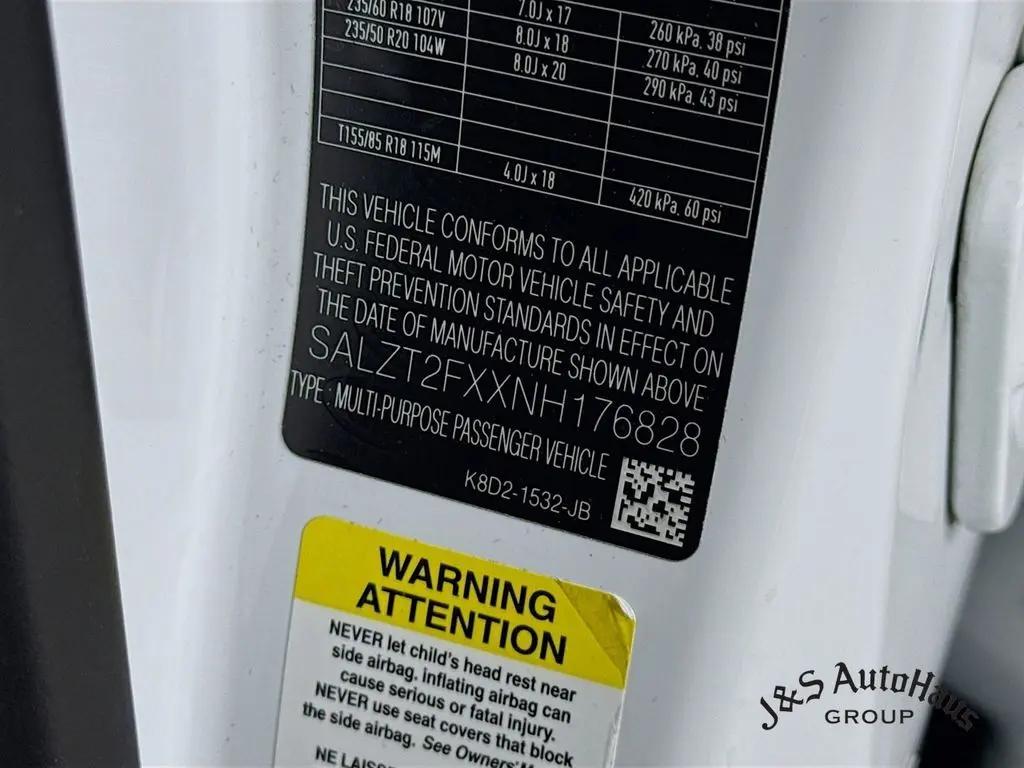 235/60 R18 107V 7.0J x 17 260 kPa. 38 psi
235/50 R20 104W 8.0J x 18 270 kPa. 40 psi
8.0J x 20 290 kPa. 43 psi
T155/85 R18 115M 4.0J x 18 420 kPa. 60 psi
THIS VEHICLE CONFORMS TO ALL APPLICABLE
U.S. FEDERAL MOTOR VEHICLE SAFETY AND
THEFT PREVENTION STANDARDS IN EFFECT ON
THE DATE OF MANUFACTURE SHOWN ABOVE
SALZT2FXXNH176828
TYPE : MULTI-PURPOSE PASSENGER VEHICLE
K8D2-1532-JB
WARNING
ATTENTION
NEVER let child's head rest near
side airbag. Inflating airbag can
cause serious or fatal injury.
NEVER use seat covers that block
the side airbag. See Owners'
NE
J&S AutoHaus
GROUP